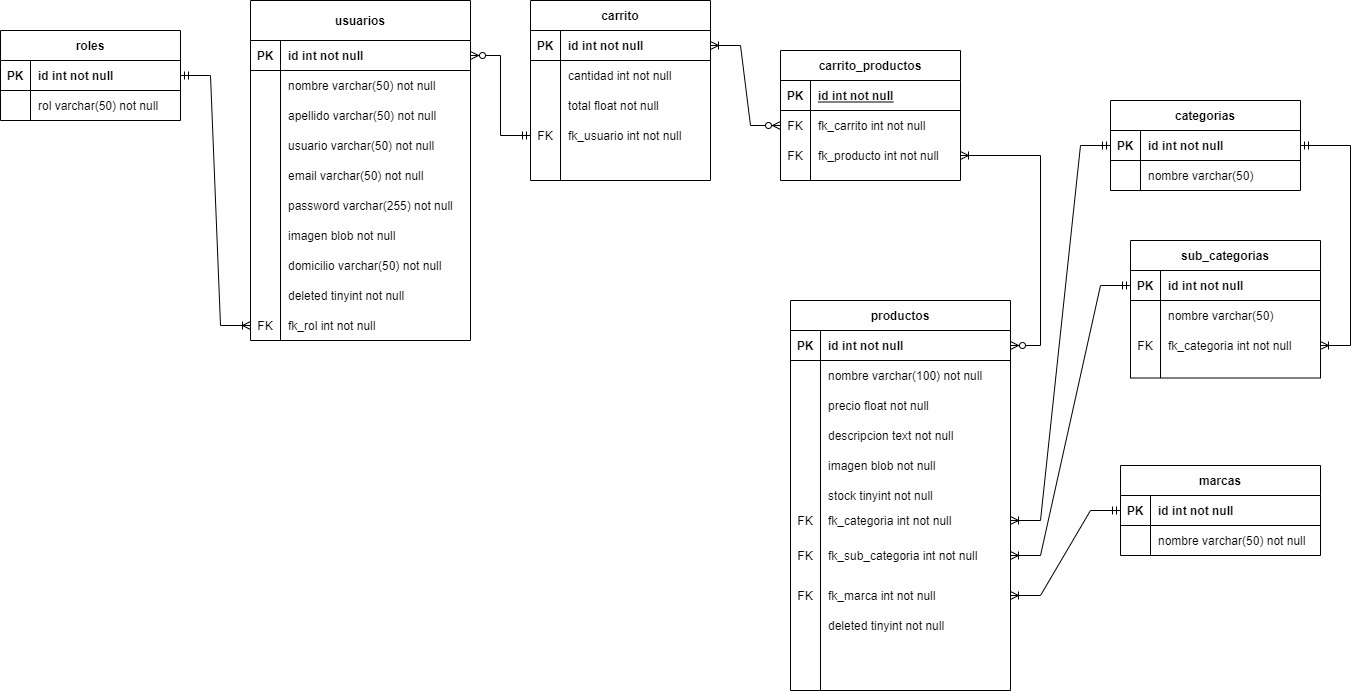 roles
PK id int not null
rol varchar(50) not null
usuarios
PK id int not null
nombre varchar(50) not null
apellido varchar(50) not null
usuario varchar(50) not null
email varchar(50) not null
password varchar(255) not null
imagen blob not null
domicilio varchar(50) not null
deleted tinyint not null
FK fk_rol int not null
carrito
PK id int not null
cantidad int not null
total float not null
FK fk_usuario int not null
carrito_productos
PK id int not null
FK fk_carrito int not null
FK fk_producto int not null
productos
PK id int not null
nombre varchar(100) not null
precio float not null
descripcion text not null
imagen blob not null
stock tinyint not null
FK fk_categoria int not null
FK fk_sub_categoria int not null
FK fk_marca int not null
deleted tinyint not null
categorias
PK id int not null
nombre varchar(50)
sub_categorias
PK id int not null
nombre varchar(50)
FK fk_categoria int not null
marcas
PK id int not null
nombre varchar(50) not null